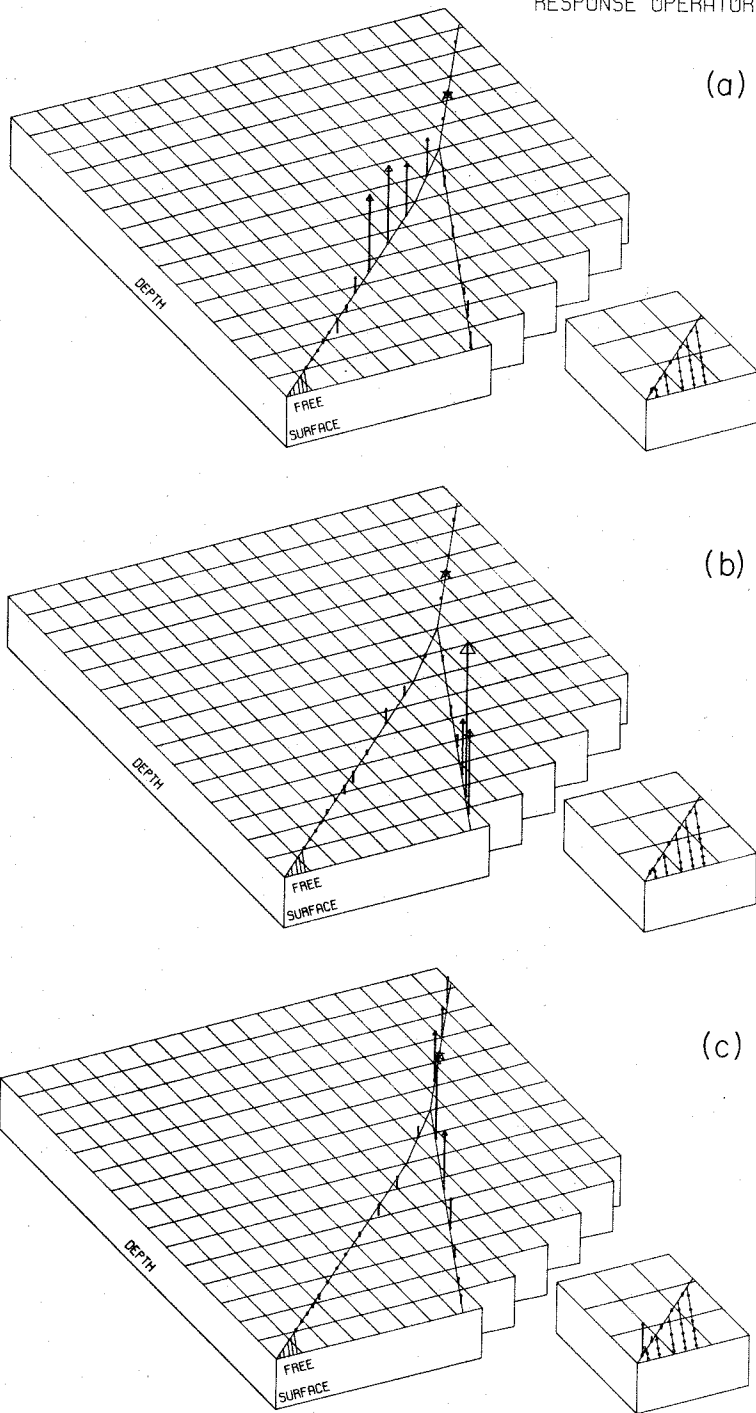 RESPONSE OPERATOR
(a)
DEPTH
FREE
SURFACE
(b)
DEPTH
FREE
SURFACE
(c)
DEPTH
FREE
SURFACE